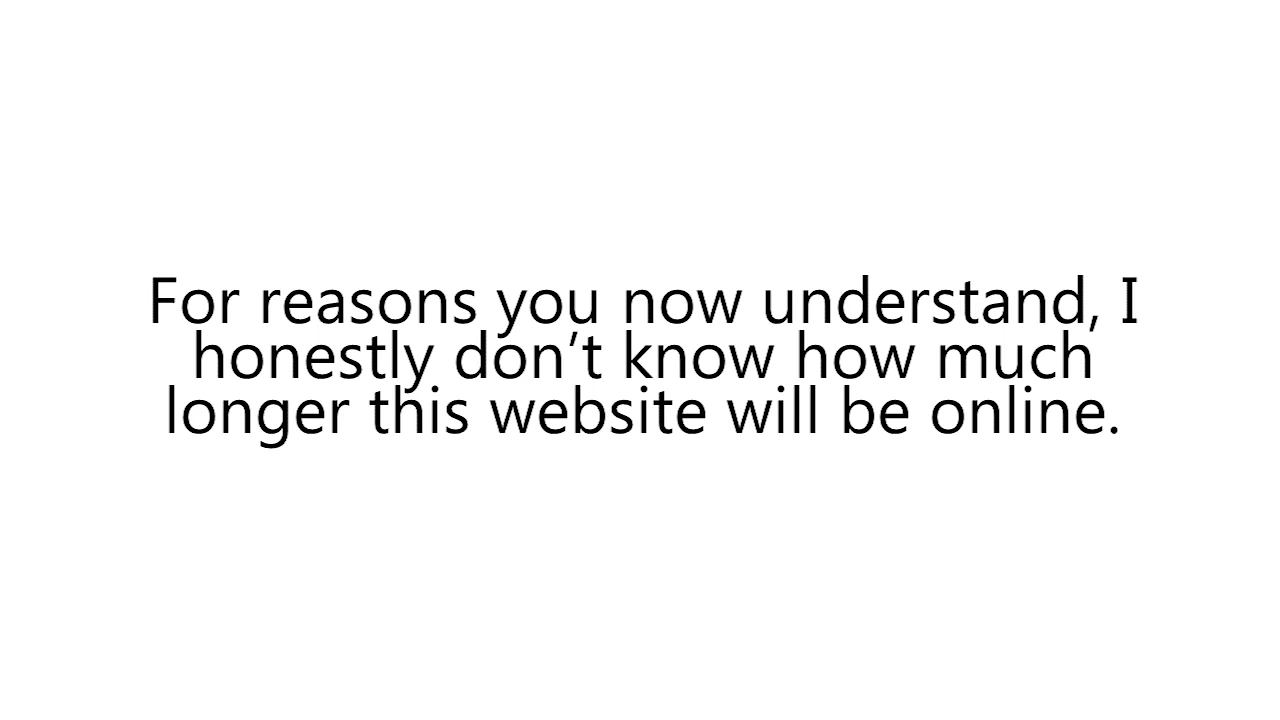 For reasons you now understand, I
honestly don’t know how much
longer this website will be online.